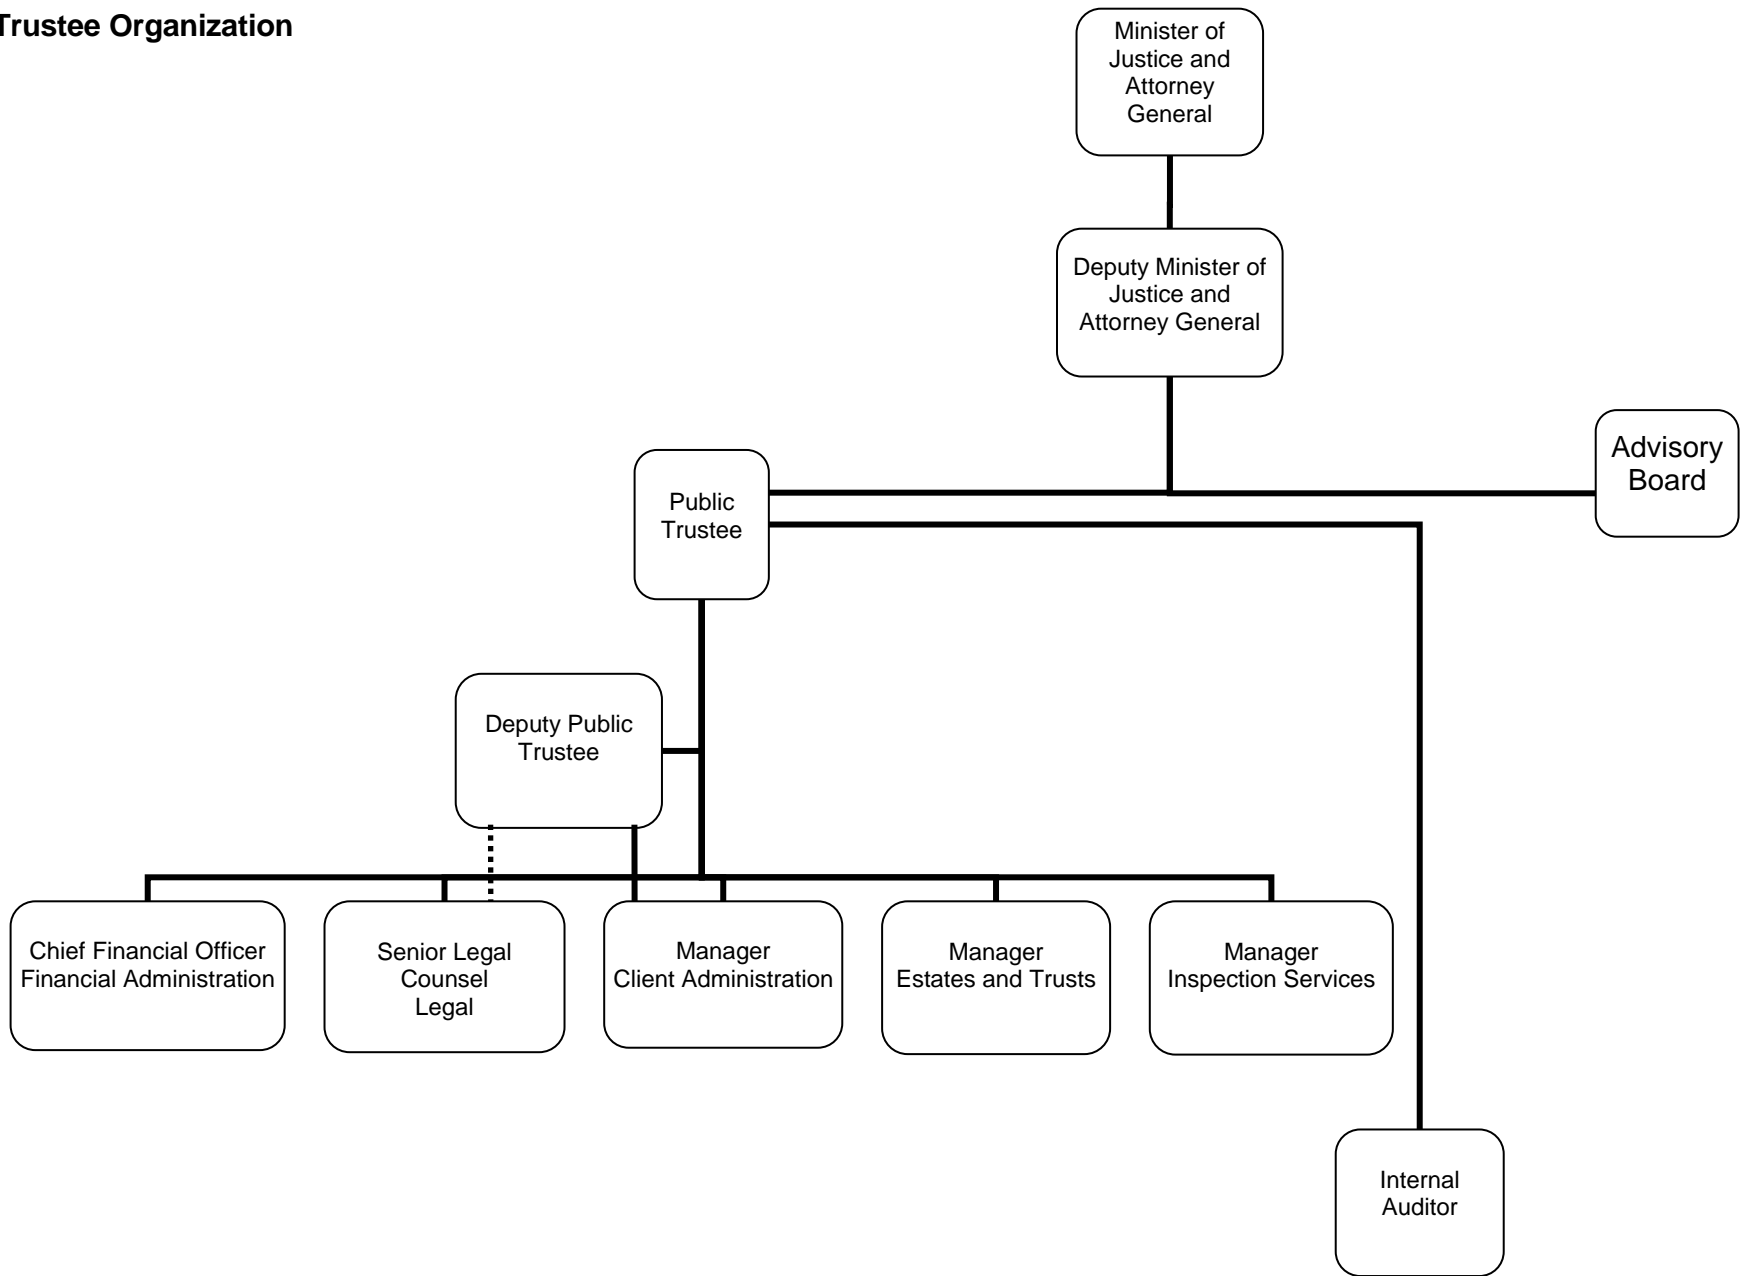 Trustee Organization
Minister of
Justice and
Attorney
General
Deputy Minister of
Justice and
Attorney General
Advisory
Board
Public
Trustee
Deputy Public
Trustee
Chief Financial Officer
Financial Administration
Senior Legal
Counsel
Legal
Manager
Client Administration
Manager
Estates and Trusts
Manager
Inspection Services
Internal
Auditor